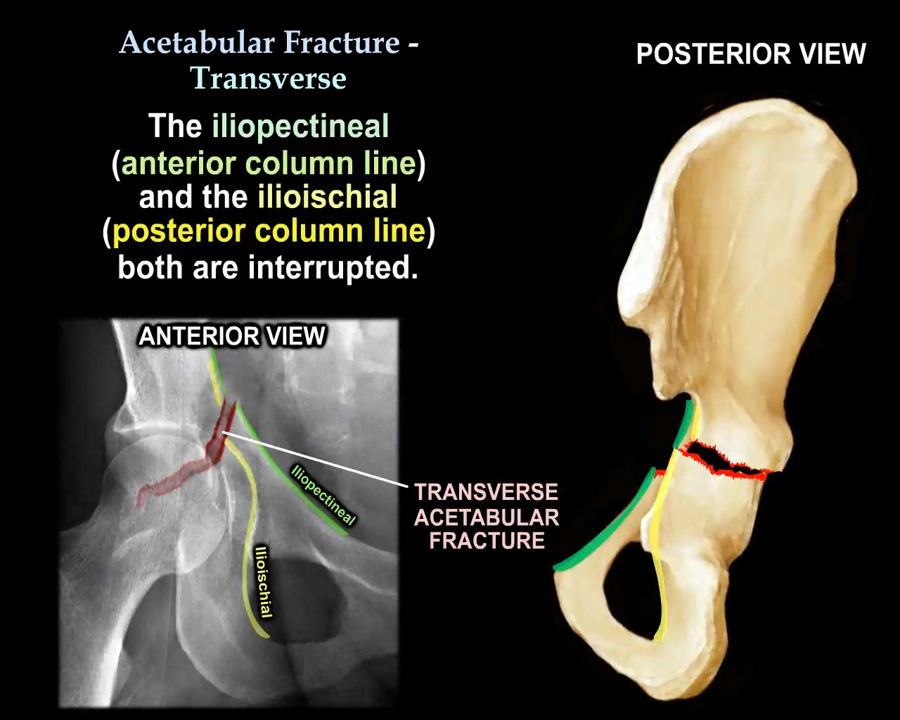 Acetabular Fracture -
Transverse
The iliopectineal
(anterior column line)
and the ilioischial
(posterior column line)
both are interrupted.
POSTERIOR VIEW
ANTERIOR VIEW
Iliopectineal
Ilioischial
TRANSVERSE
ACETABULAR
FRACTURE